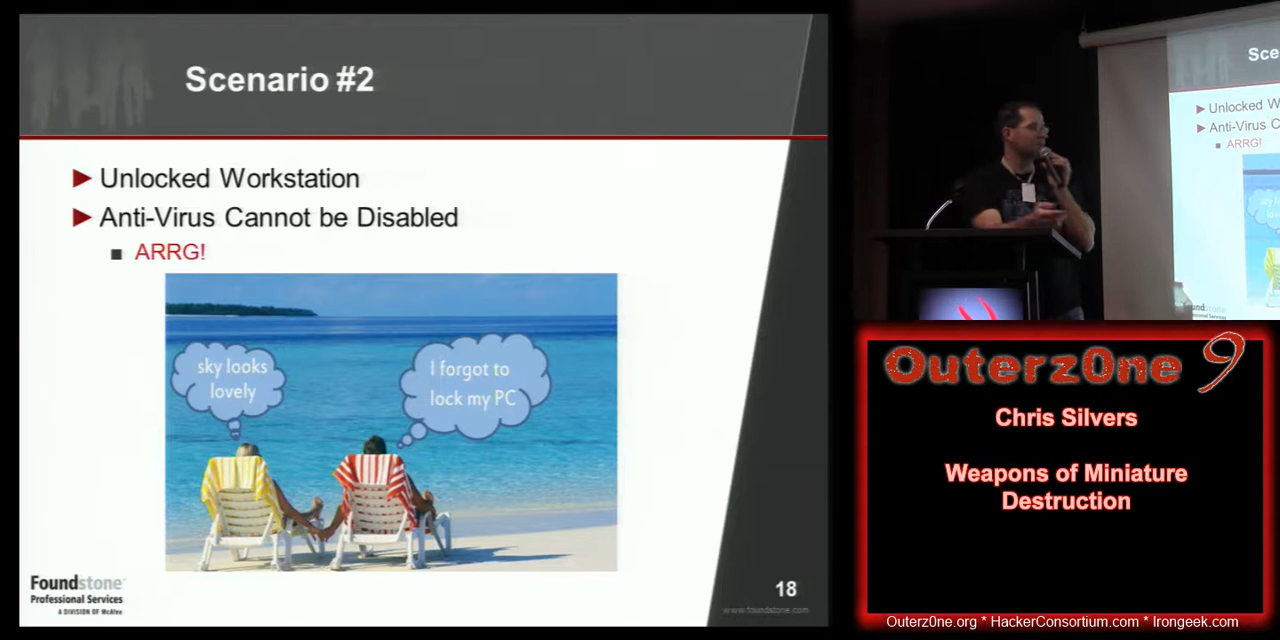 Scenario #2
Unlocked Workstation
Anti-Virus Cannot be Disabled
ARRG!
sky looks
lovely
I forgot to
lock my PC
Foundstone
Professional Services
A DIVISION OF McAfee
18
www.foundstone.com
Sce
Unlocked W
Anti-Virus C
ARRG!
Outerz0ne 9
Chris Silvers
Weapons of Miniature
Destruction
Outerz0ne.org * HackerConsortium.com * Irongeek.com